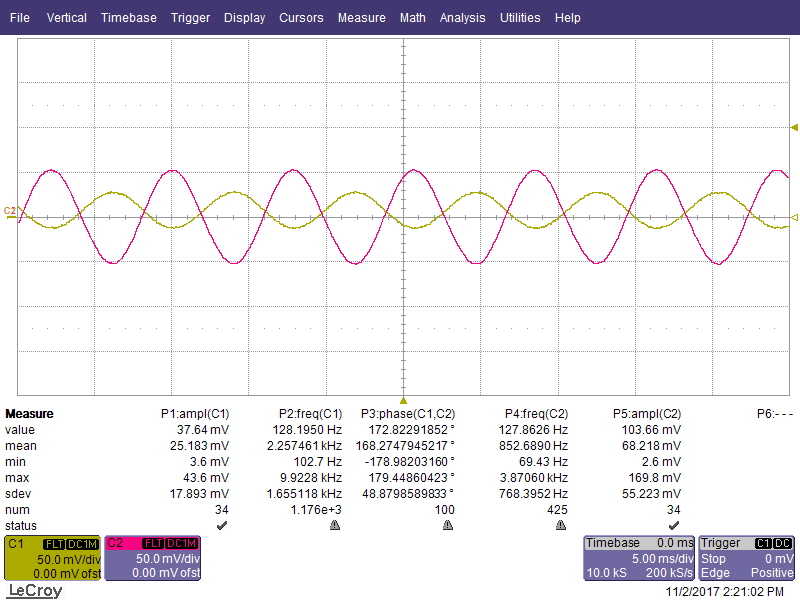 File Vertical Timebase Trigger Display Cursors Measure Math Analysis Utilities Help
C2
Measure P1:ampl(C1) P2:freq(C1) P3:phase(C1,C2) P4:freq(C2) P5:ampl(C2) P6:- - -
value 37.64 mV 128.1950 Hz 172.82291852 ° 127.8626 Hz 103.66 mV
mean 25.183 mV 2.257461 kHz 168.2747945217 ° 852.6890 Hz 68.218 mV
min 3.6 mV 102.7 Hz -178.98203160 ° 69.43 Hz 2.6 mV
max 43.6 mV 9.9228 kHz 179.44860423 ° 3.87060 kHz 169.8 mV
sdev 17.893 mV 1.655118 kHz 48.8798589833 ° 768.3952 Hz 55.223 mV
num 34 1.176e+3 100 425 34
status
C1 FLT DC1M C2 FLT DC1M Timebase 0.0 ms Trigger C1 DC
50.0 mV/div 50.0 mV/div 5.00 ms/div Stop 0 mV
0.00 mV ofst 0.00 mV ofst 10.0 kS 200 kS/s Edge Positive
LeCroy 11/2/2017 2:21:02 PM